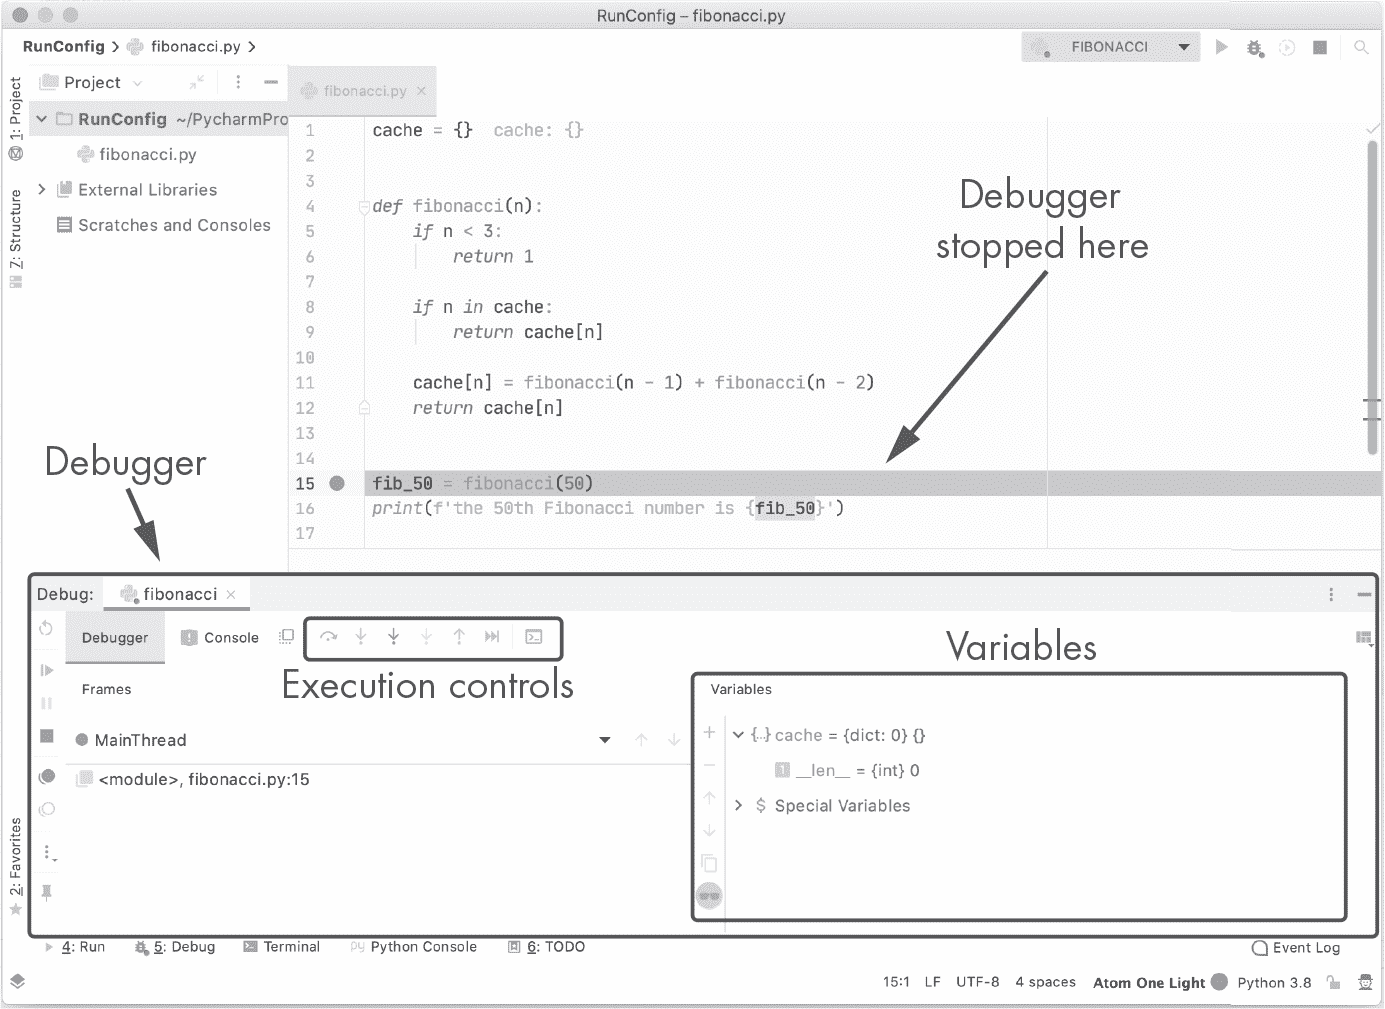 RunConfig – fibonacci.py
RunConfig fibonacci.py
FIBONACCI
1: Project
7: Structure
2: Favorites
Project
RunConfig ~/PycharmPro
fibonacci.py
External Libraries
Scratches and Consoles
fibonacci.py
1 cache = {} cache: {}
2
3
4 def fibonacci(n):
5 if n < 3:
6 return 1
7
8 if n in cache:
9 return cache[n]
10
11 cache[n] = fibonacci(n - 1) + fibonacci(n - 2)
12 return cache[n]
13
14
15 fib_50 = fibonacci(50)
16 print(f'the 50th Fibonacci number is {fib_50}')
17
Debugger
stopped here
Debugger
Debug: fibonacci
Debugger Console
Execution controls
Variables
Frames
MainThread
<module>, fibonacci.py:15
Variables
{..} cache = {dict: 0} {}
1 __len__ = {int} 0
$ Special Variables
4: Run 5: Debug Terminal Python Console 6: TODO Event Log
15:1 LF UTF-8 4 spaces Atom One Light Python 3.8